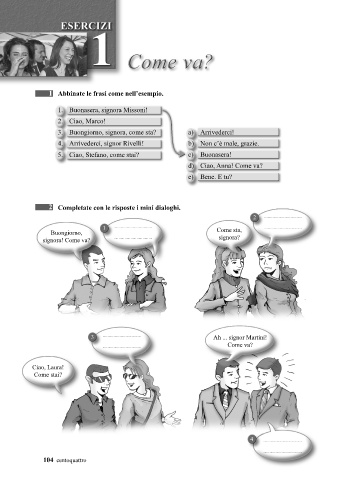 ESERCIZI
1
Come va?
1 Abbinate le frasi come nell'esempio.
1. Buonasera, signora Missoni!
2. Ciao, Marco!
3. Buongiorno, signora, come sta?
4. Arrivederci, signor Rivelli!
5. Ciao, Stefano, come stai?
a) Arrivederci!
b) Non c'è male, grazie.
c) Buonasera!
d) Ciao, Anna! Come va?
e) Bene. E tu?
2 Completate con le risposte i mini dialoghi.
Buongiorno,
signora! Come va?
1
Come sta,
signora?
2
3
Ciao, Laura!
Come stai?
Ah ... signor Martini!
Come va?
4
104 centoquattro